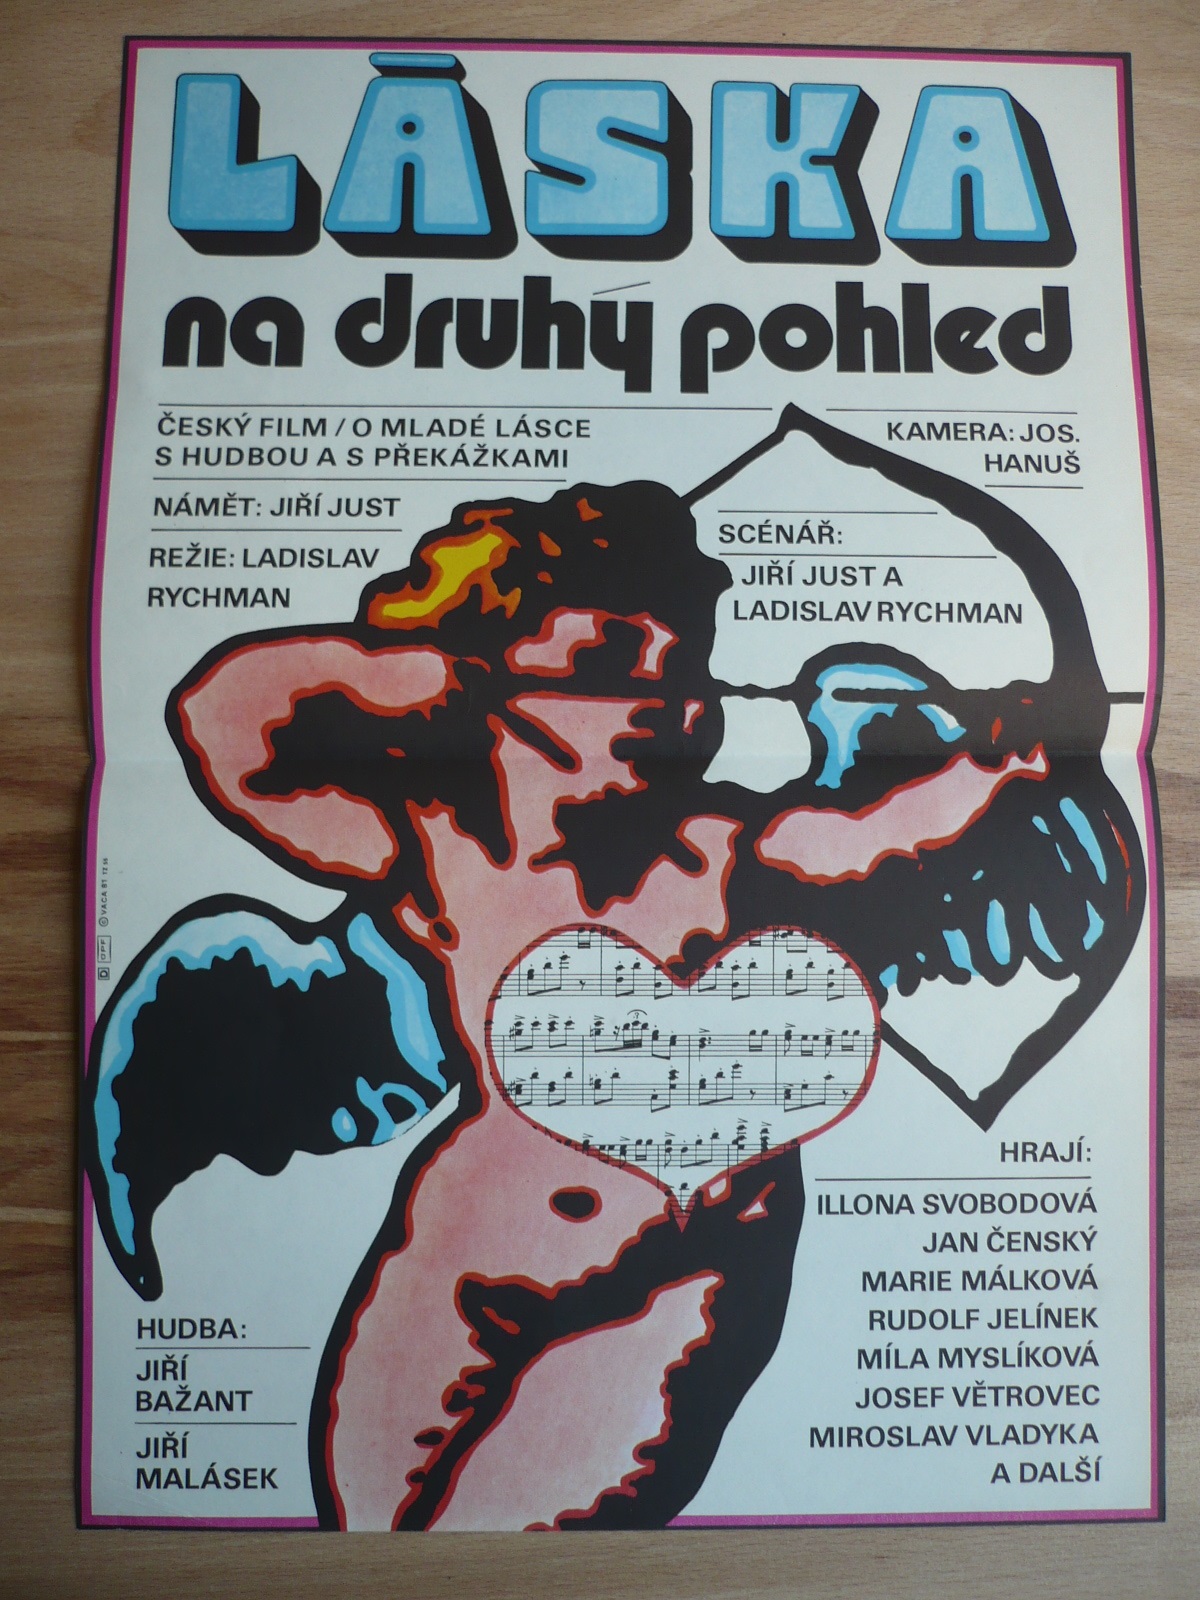 LÁSKA
na druhý pohled
ČESKÝ FILM / O MLADÉ LÁSCE
S HUDBOU A S PŘEKÁŽKAMI
NÁMĚT: JIŘÍ JUST
REŽIE: LADISLAV
RYCHMAN
KAMERA: JOS.
HANUŠ
SCÉNÁŘ:
JIŘÍ JUST A
LADISLAV RYCHMAN
HUDBA:
JIŘÍ
BAŽANT
JIŘÍ
MALÁSEK
HRAJÍ:
ILLONA SVOBODOVÁ
JAN ČENSKÝ
MARIE MÁLKOVÁ
RUDOLF JELÍNEK
MÍLA MYSLÍKOVÁ
JOSEF VĚTROVEC
MIROSLAV VLADYKA
A DALŠÍ
© VACA 81